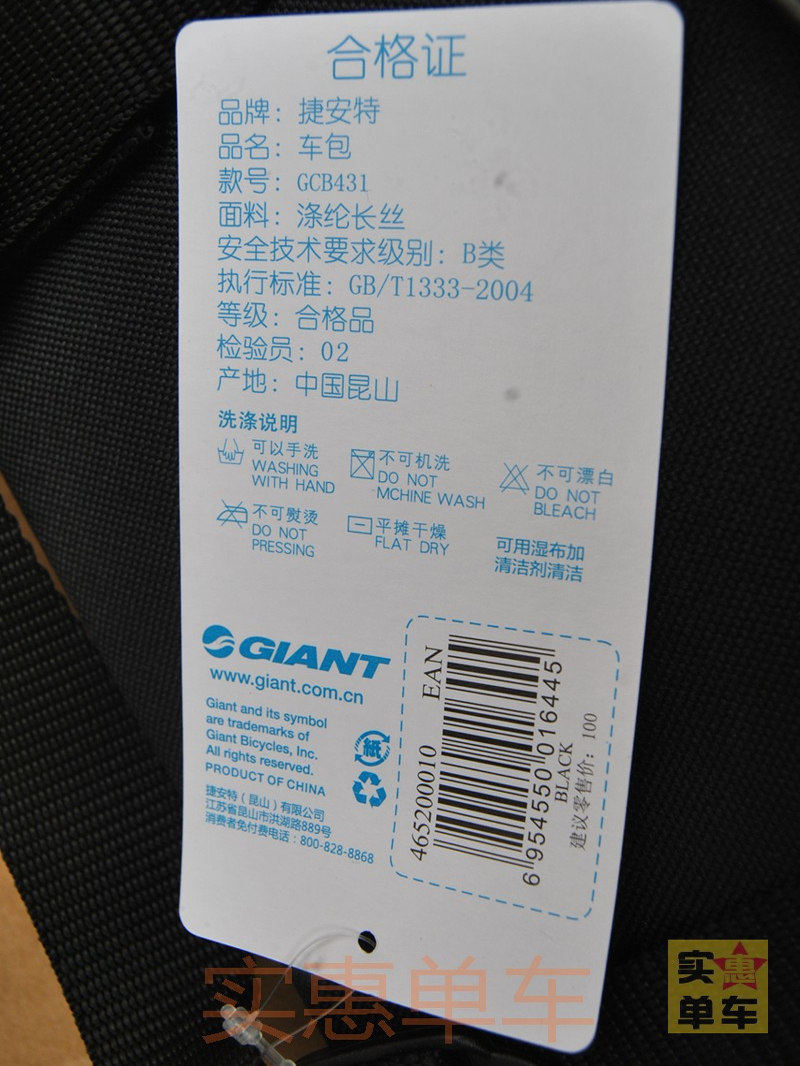 合格证
品牌：捷安特
品名：车包
款号：GCB431
面料：涤纶长丝
安全技术要求级别：B类
执行标准：GB/T1333-2004
等级：合格品
检验员：02
产地：中国昆山
洗涤说明
可以手洗
WASHING
WITH HAND
不可机洗
DO NOT
MCHINE WASH
不可漂白
DO NOT
BLEACH
不可熨烫
DO NOT
PRESSING
平摊干燥
FLAT DRY
可用湿布加
清洁剂清洁
GIANT
www.giant.com.cn
Giant and its symbol
are trademarks of
Giant Bicycles, Inc.
All rights reserved.
PRODUCT OF CHINA
捷安特（昆山）有限公司
江苏省昆山市洪湖路889号
消费者免付费电话：800-828-8868
纸
465200010 EAN
6 954550 016445
BLACK
建议零售价：100
实惠单车
实惠
单车